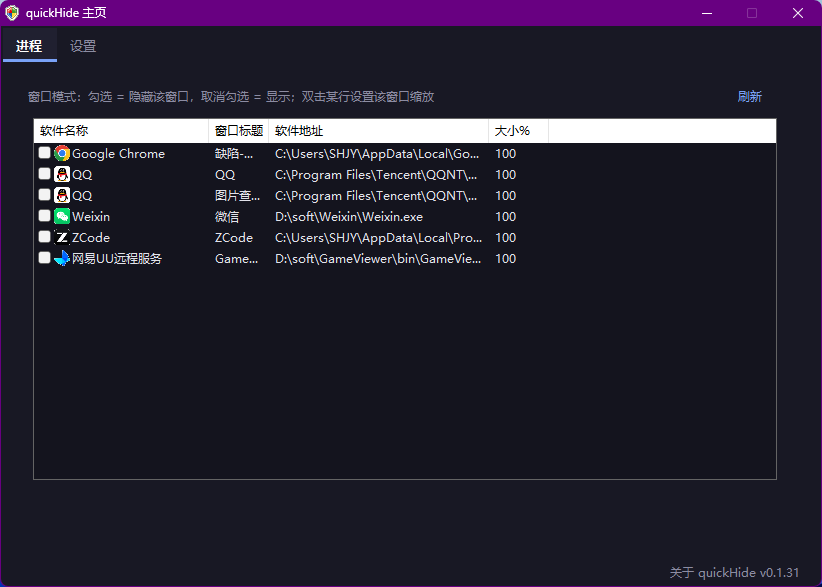 quickHide 主页
进程 设置
窗口模式：勾选 = 隐藏该窗口，取消勾选 = 显示；双击某行设置该窗口缩放 刷新
软件名称 窗口标题 软件地址 大小%
Google Chrome 缺陷-... C:\Users\SHJY\AppData\Local\Go... 100
QQ QQ C:\Program Files\Tencent\QQNT\... 100
QQ 图片查... C:\Program Files\Tencent\QQNT\... 100
Weixin 微信 D:\soft\Weixin\Weixin.exe 100
ZCode ZCode C:\Users\SHJY\AppData\Local\Pro... 100
网易UU远程服务 Game... D:\soft\GameViewer\bin\GameVie... 100
关于 quickHide v0.1.31